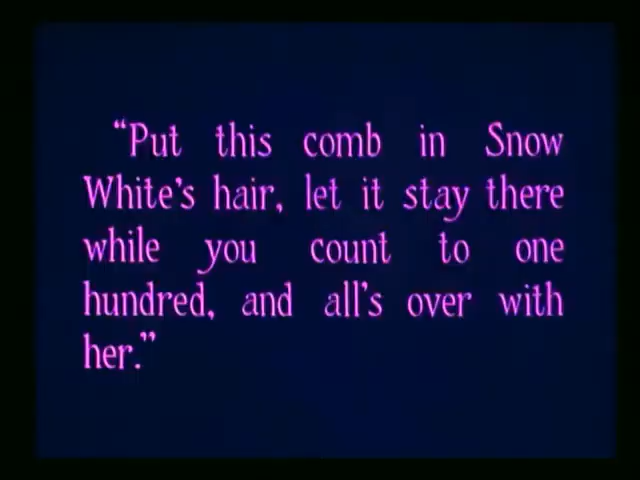 “Put this comb in Snow
White’s hair, let it stay there
while you count to one
hundred, and all’s over with
her.”